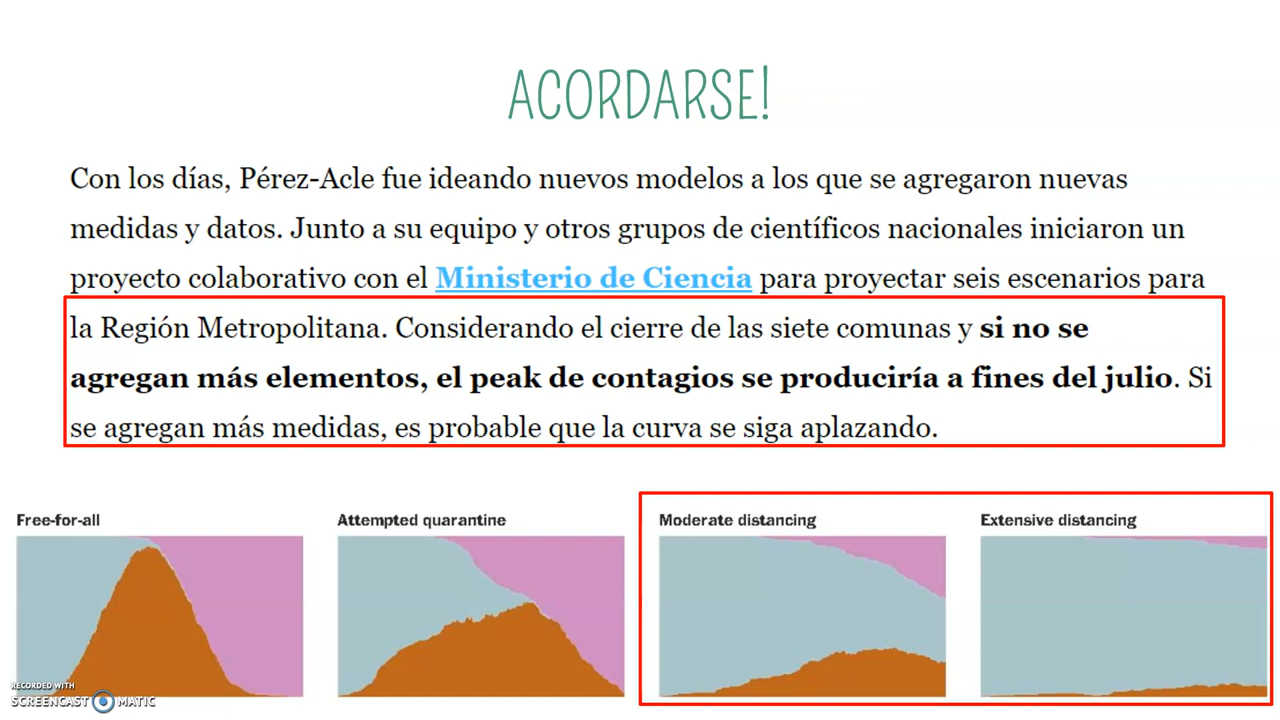 ACORDARSE!
Con los días, Pérez-Acle fue ideando nuevos modelos a los que se agregaron nuevas
medidas y datos. Junto a su equipo y otros grupos de científicos nacionales iniciaron un
proyecto colaborativo con el Ministerio de Ciencia para proyectar seis escenarios para
la Región Metropolitana. Considerando el cierre de las siete comunas y si no se
agregan más elementos, el peak de contagios se produciría a fines del julio. Si
se agregan más medidas, es probable que la curva se siga aplazando.
Free-for-all
Attempted quarantine
Moderate distancing
Extensive distancing
RECORDED WITH
SCREENCAST MATIC